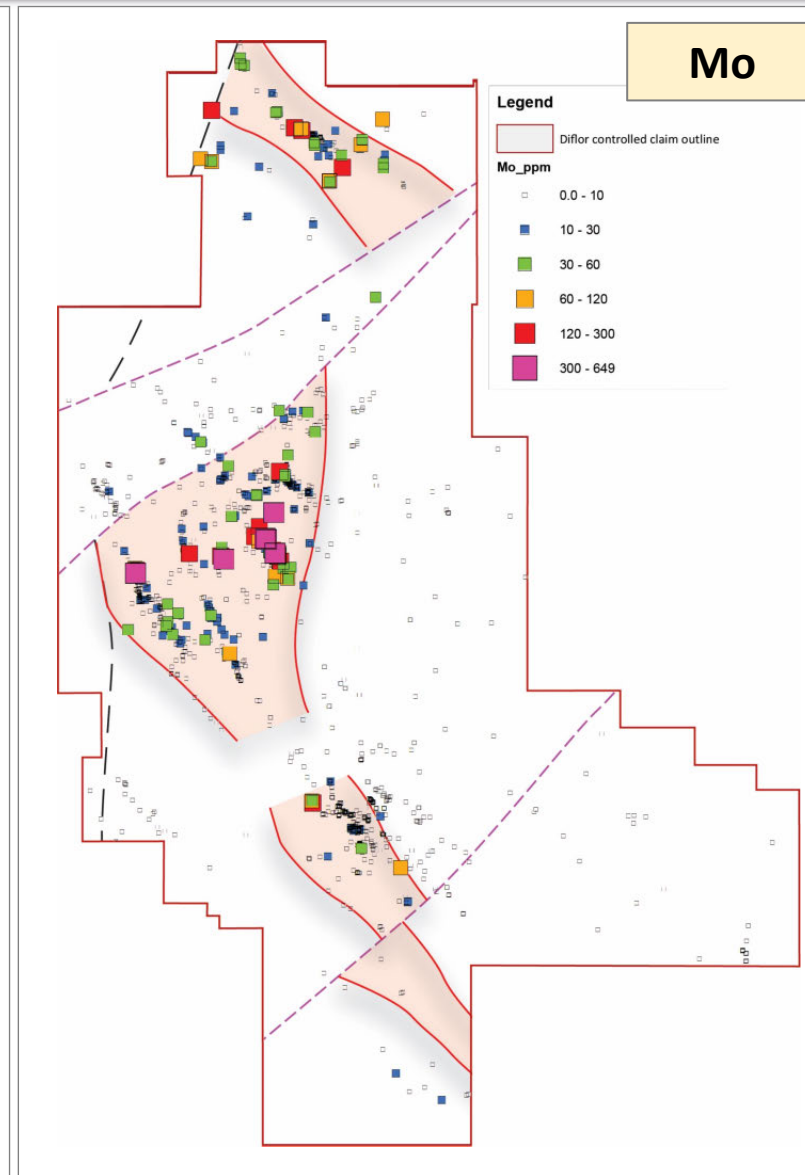 Mo
Legend
Diflor controlled claim outline
Mo_ppm
0.0 - 10
10 - 30
30 - 60
60 - 120
120 - 300
300 - 649